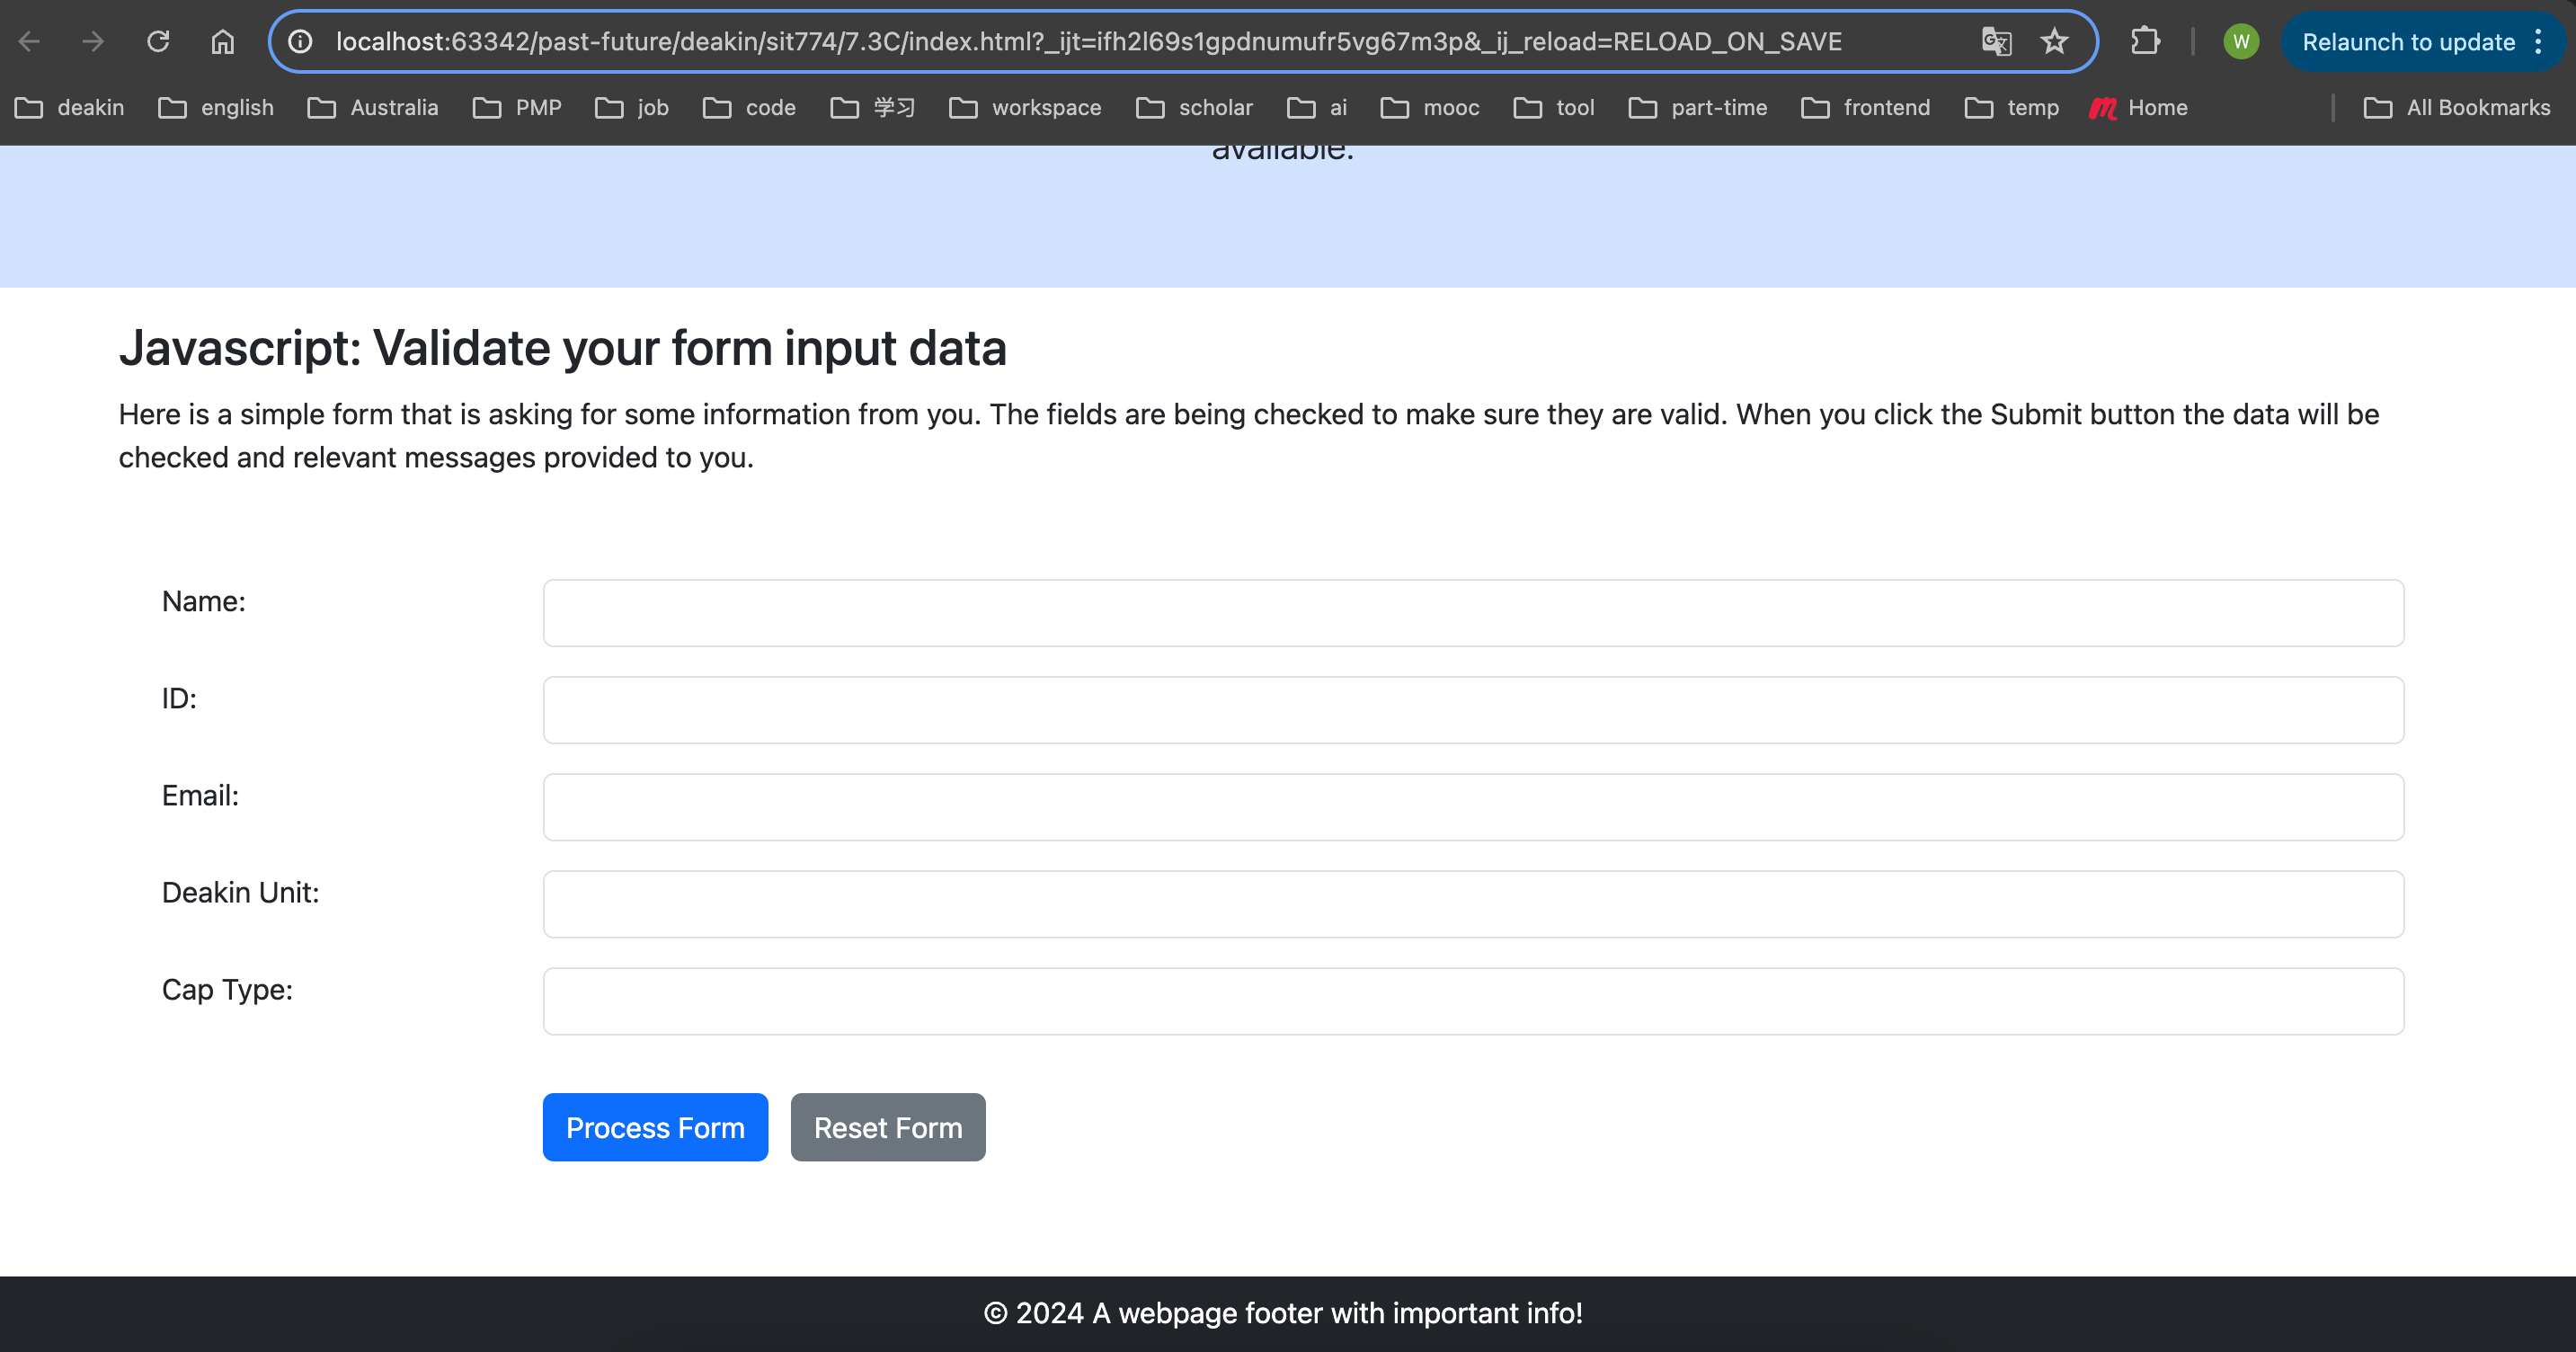 localhost:63342/past-future/deakin/sit774/7.3C/index.html?_ijt=ifh2l69s1gpdnumufr5vg67m3p&_ij_reload=RELOAD_ON_SAVE
W
Relaunch to update
deakin english Australia PMP job code 学习 workspace scholar ai mooc tool part-time frontend temp Home All Bookmarks
available.
Javascript: Validate your form input data
Here is a simple form that is asking for some information from you. The fields are being checked to make sure they are valid. When you click the Submit button the data will be
checked and relevant messages provided to you.
Name:
ID:
Email:
Deakin Unit:
Cap Type:
Process Form Reset Form
© 2024 A webpage footer with important info!